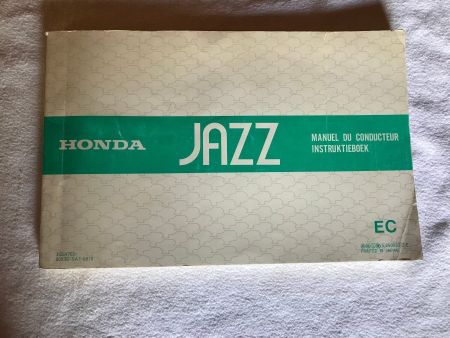 HONDA
JAZZ
MANUEL DU CONDUCTEUR
INSTRUKTIEBOEK
EC